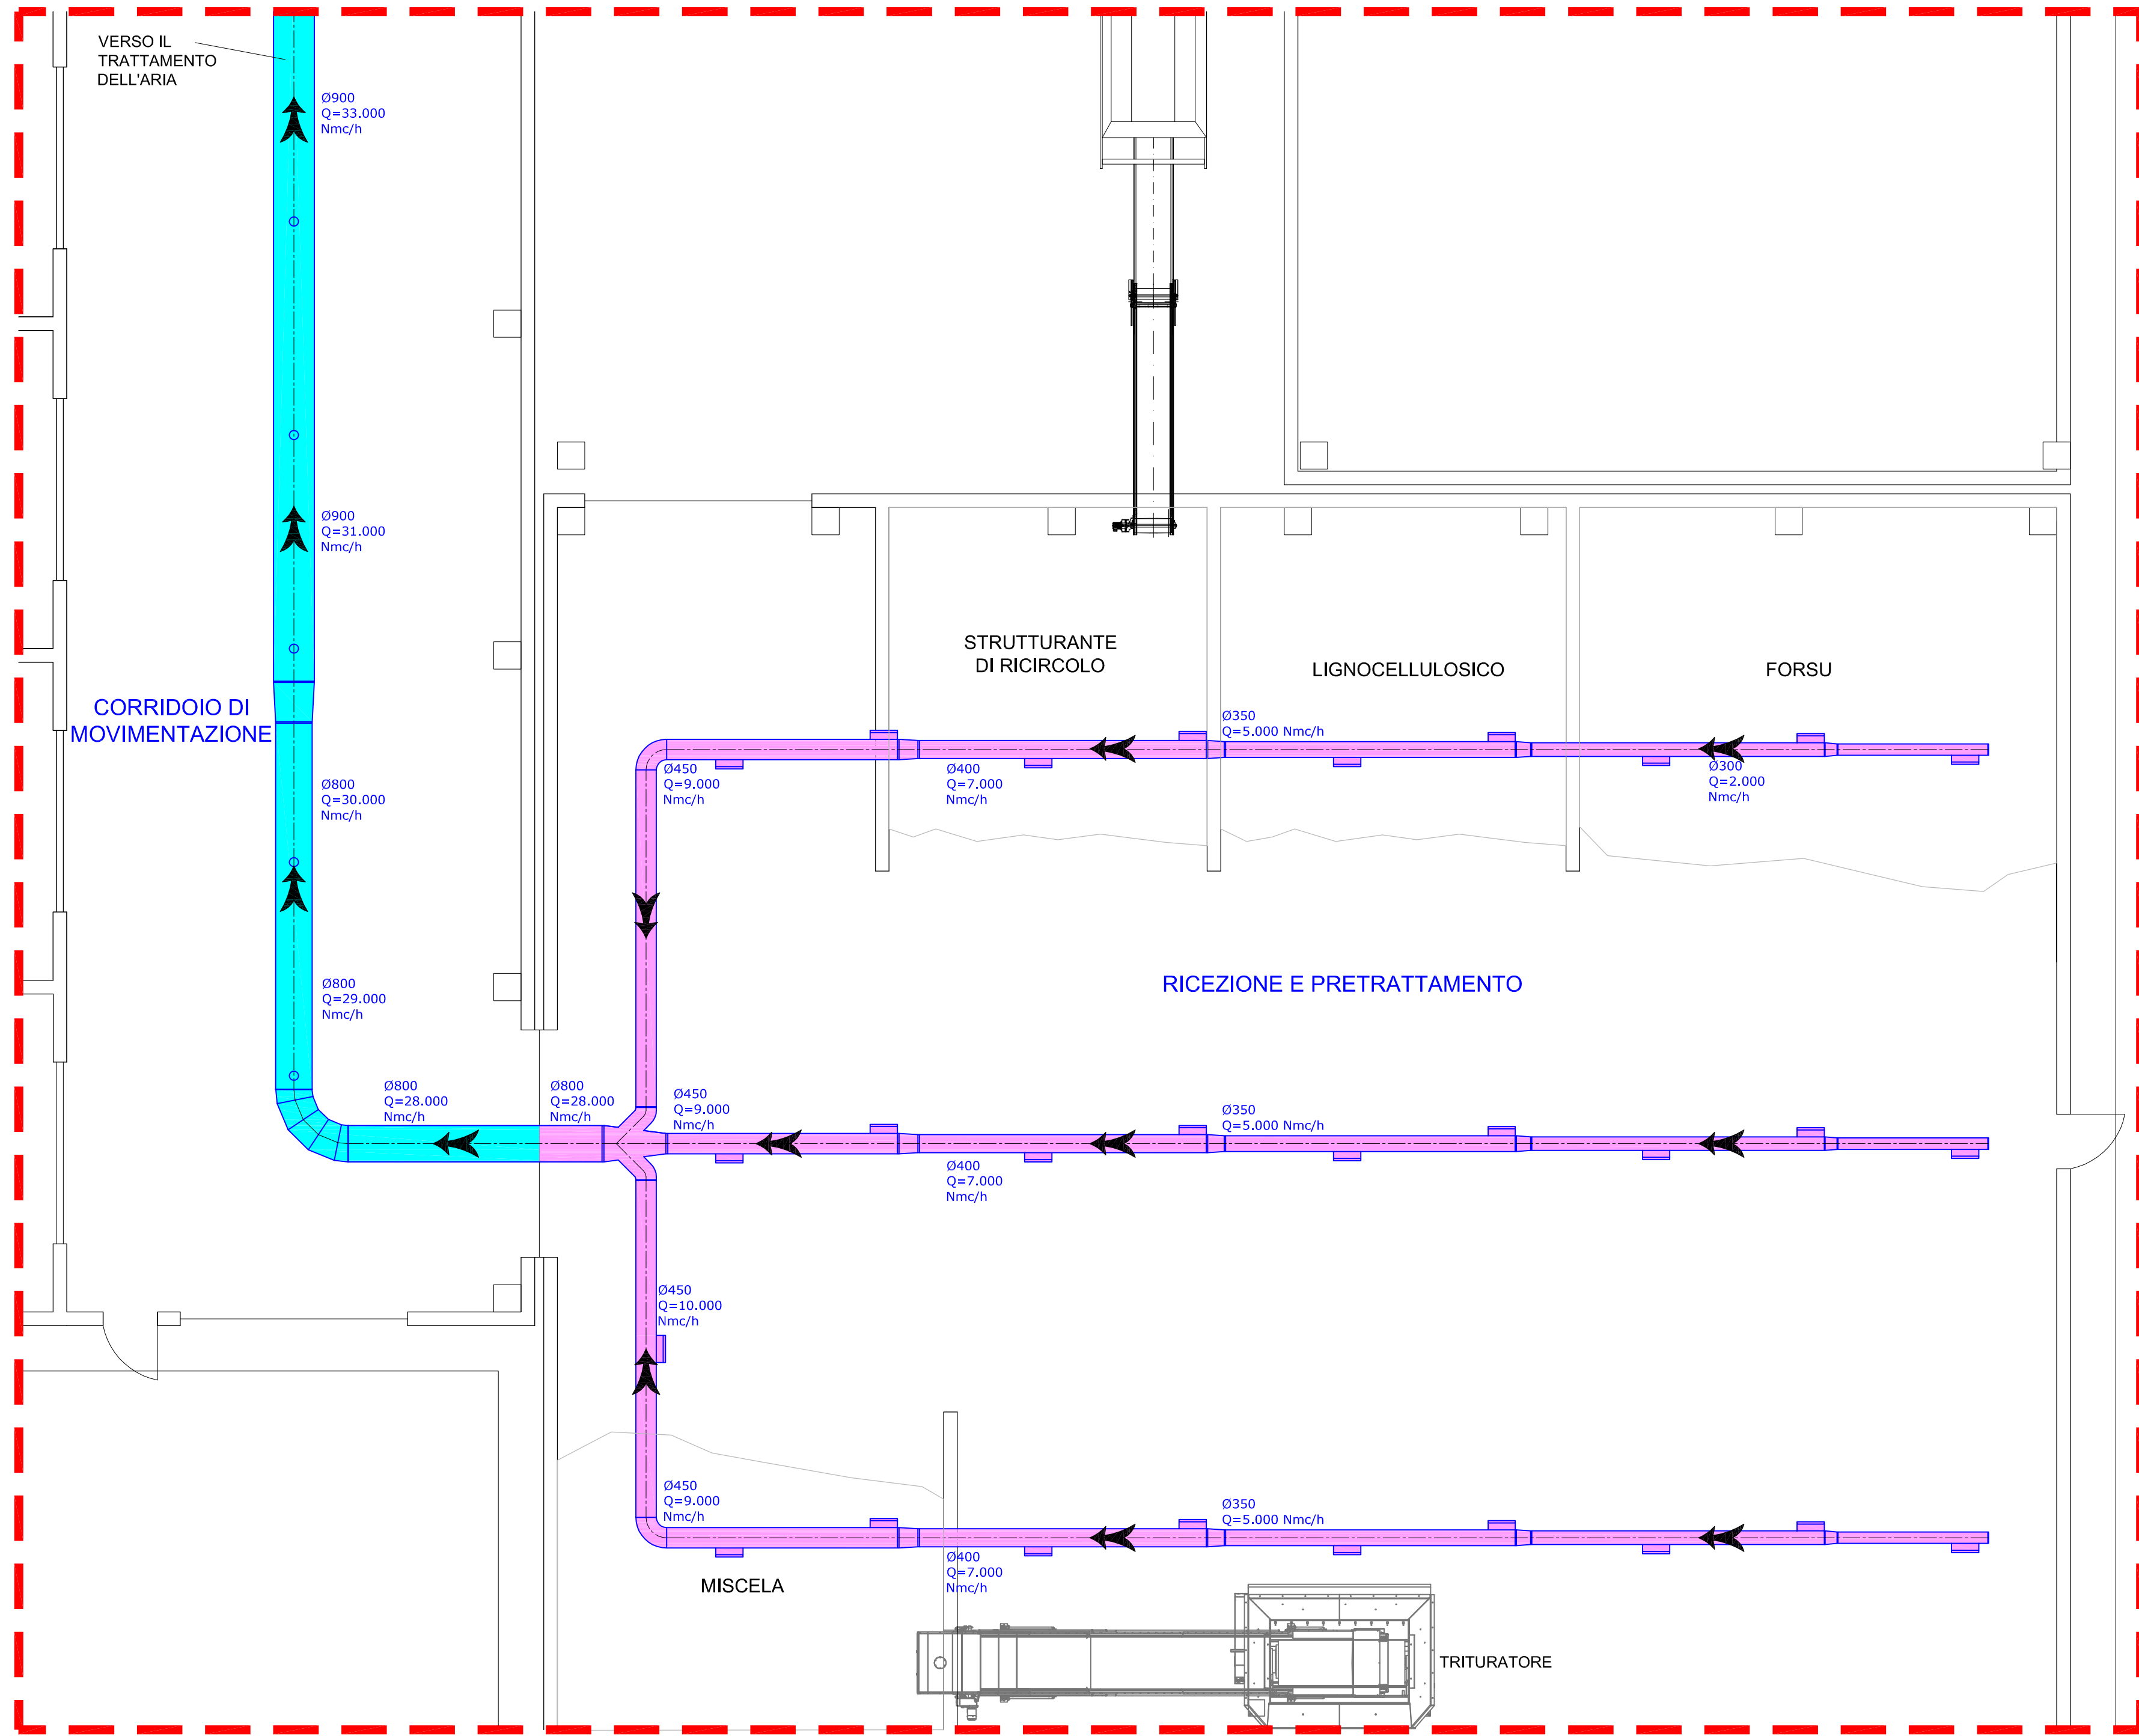 VERSO IL
TRATTAMENTO
DELL'ARIA
Ø900
Q=33.000
Nmc/h
Ø900
Q=31.000
Nmc/h
STRUTTURANTE
DI RICIRCOLO
LIGNOCELLULOSICO
FORSU
CORRIDOIO DI
MOVIMENTAZIONE
Ø350
Q=5.000 Nmc/h
Ø450
Q=9.000
Nmc/h
Ø400
Q=7.000
Nmc/h
Ø300
Q=2.000
Nmc/h
Ø800
Q=30.000
Nmc/h
Ø800
Q=29.000
Nmc/h
RICEZIONE E PRETRATTAMENTO
Ø800
Q=28.000
Nmc/h
Ø800
Q=28.000
Nmc/h
Ø450
Q=9.000
Nmc/h
Ø350
Q=5.000 Nmc/h
Ø400
Q=7.000
Nmc/h
Ø450
Q=10.000
Nmc/h
Ø450
Q=9.000
Nmc/h
Ø350
Q=5.000 Nmc/h
Ø400
Q=7.000
Nmc/h
MISCELA
TRITURATORE